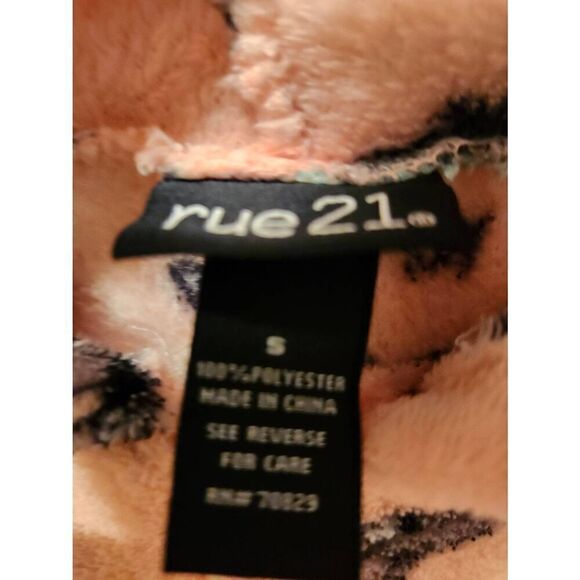 rue21®
S
100% POLYESTER
MADE IN CHINA
SEE REVERSE
FOR CARE
RN# 70829